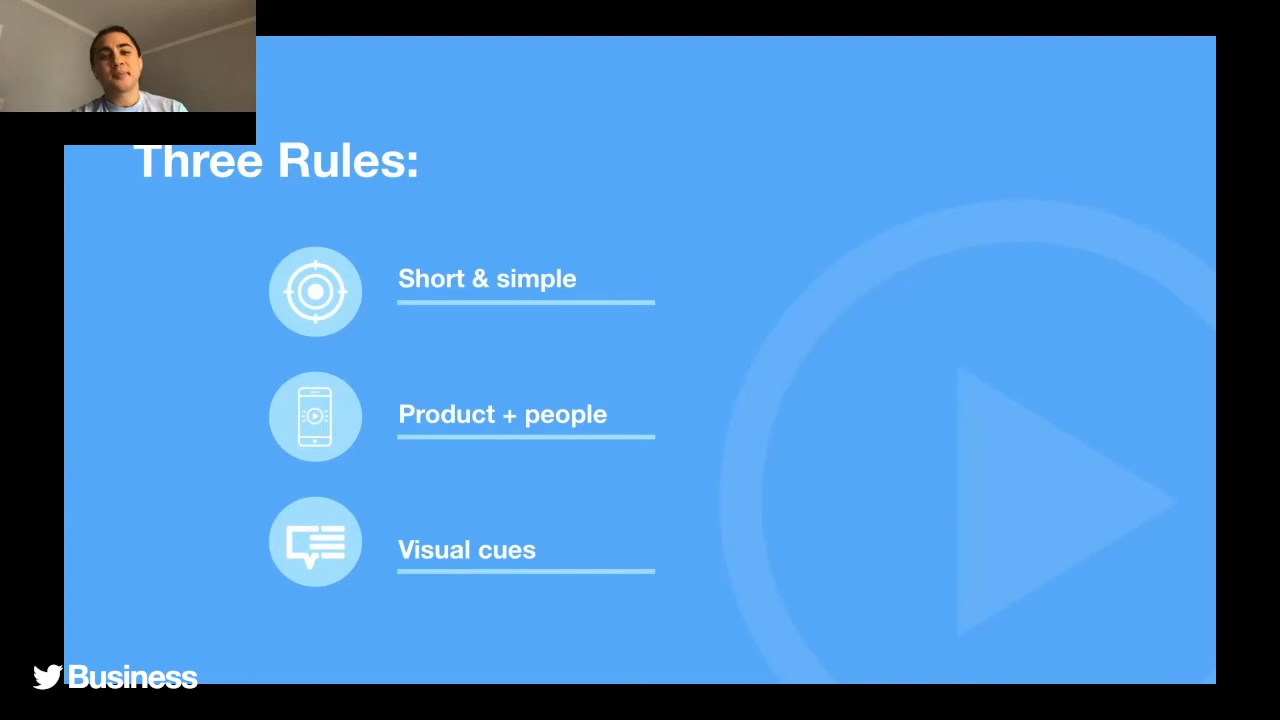 Three Rules:
Short & simple
Product + people
Visual cues
Business